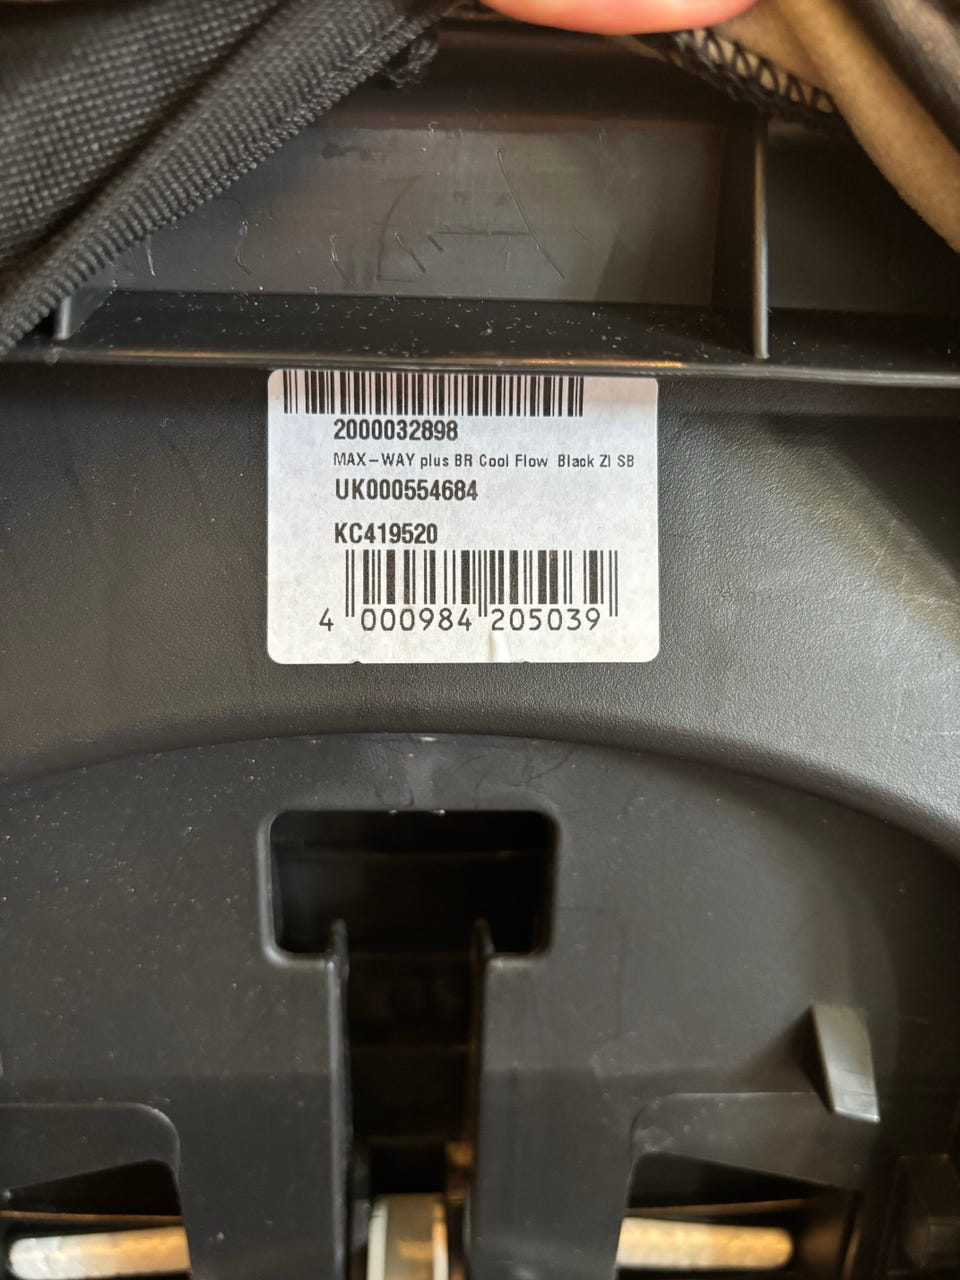 2000032898
MAX-WAY plus BR Cool Flow Black ZI SB
UK000554684
KC419520
4 000984 205039